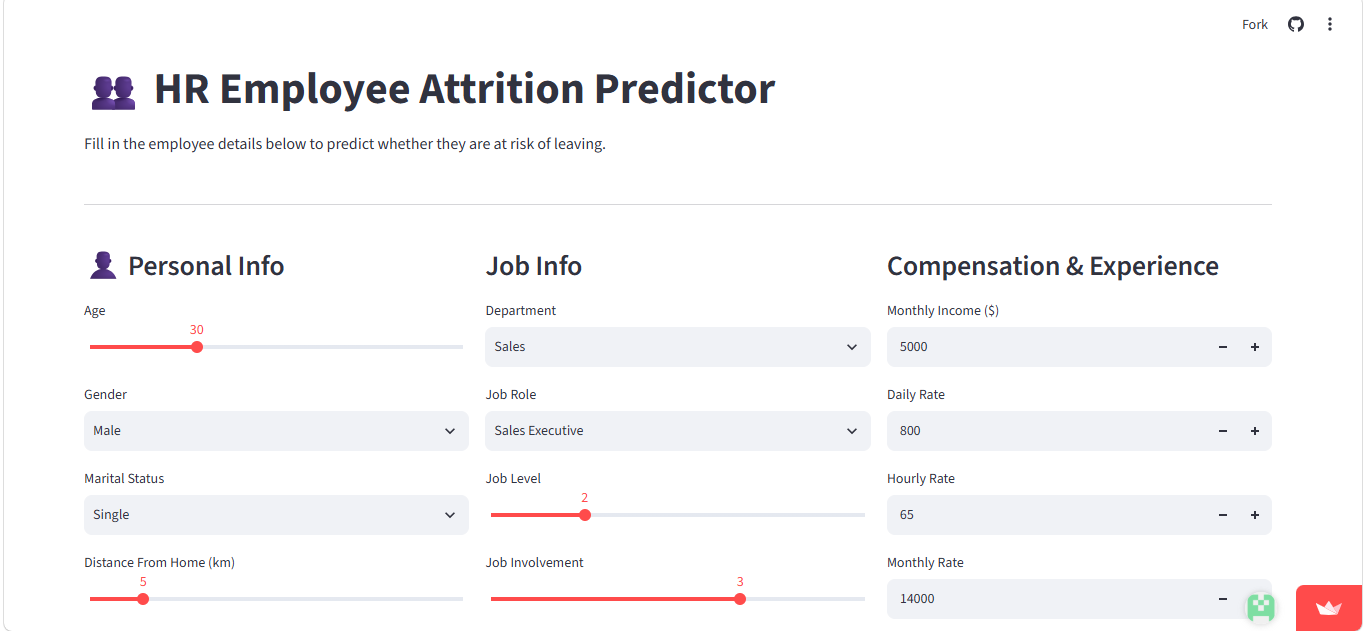 Fork
HR Employee Attrition Predictor
Fill in the employee details below to predict whether they are at risk of leaving.
Personal Info
Age
30
Gender
Male
Marital Status
Single
Distance From Home (km)
5
Job Info
Department
Sales
Job Role
Sales Executive
Job Level
2
Job Involvement
3
Compensation & Experience
Monthly Income ($)
5000
Daily Rate
800
Hourly Rate
65
Monthly Rate
14000